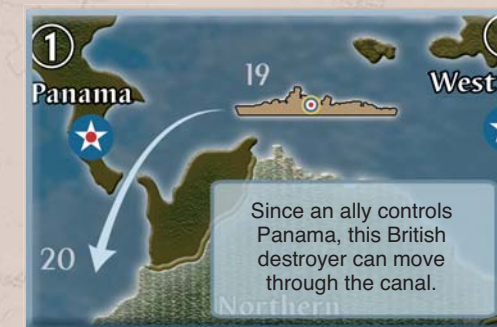 1
19
Panama
West
Since an ally controls
Panama, this British
destroyer can move
through the canal.
20
Northern